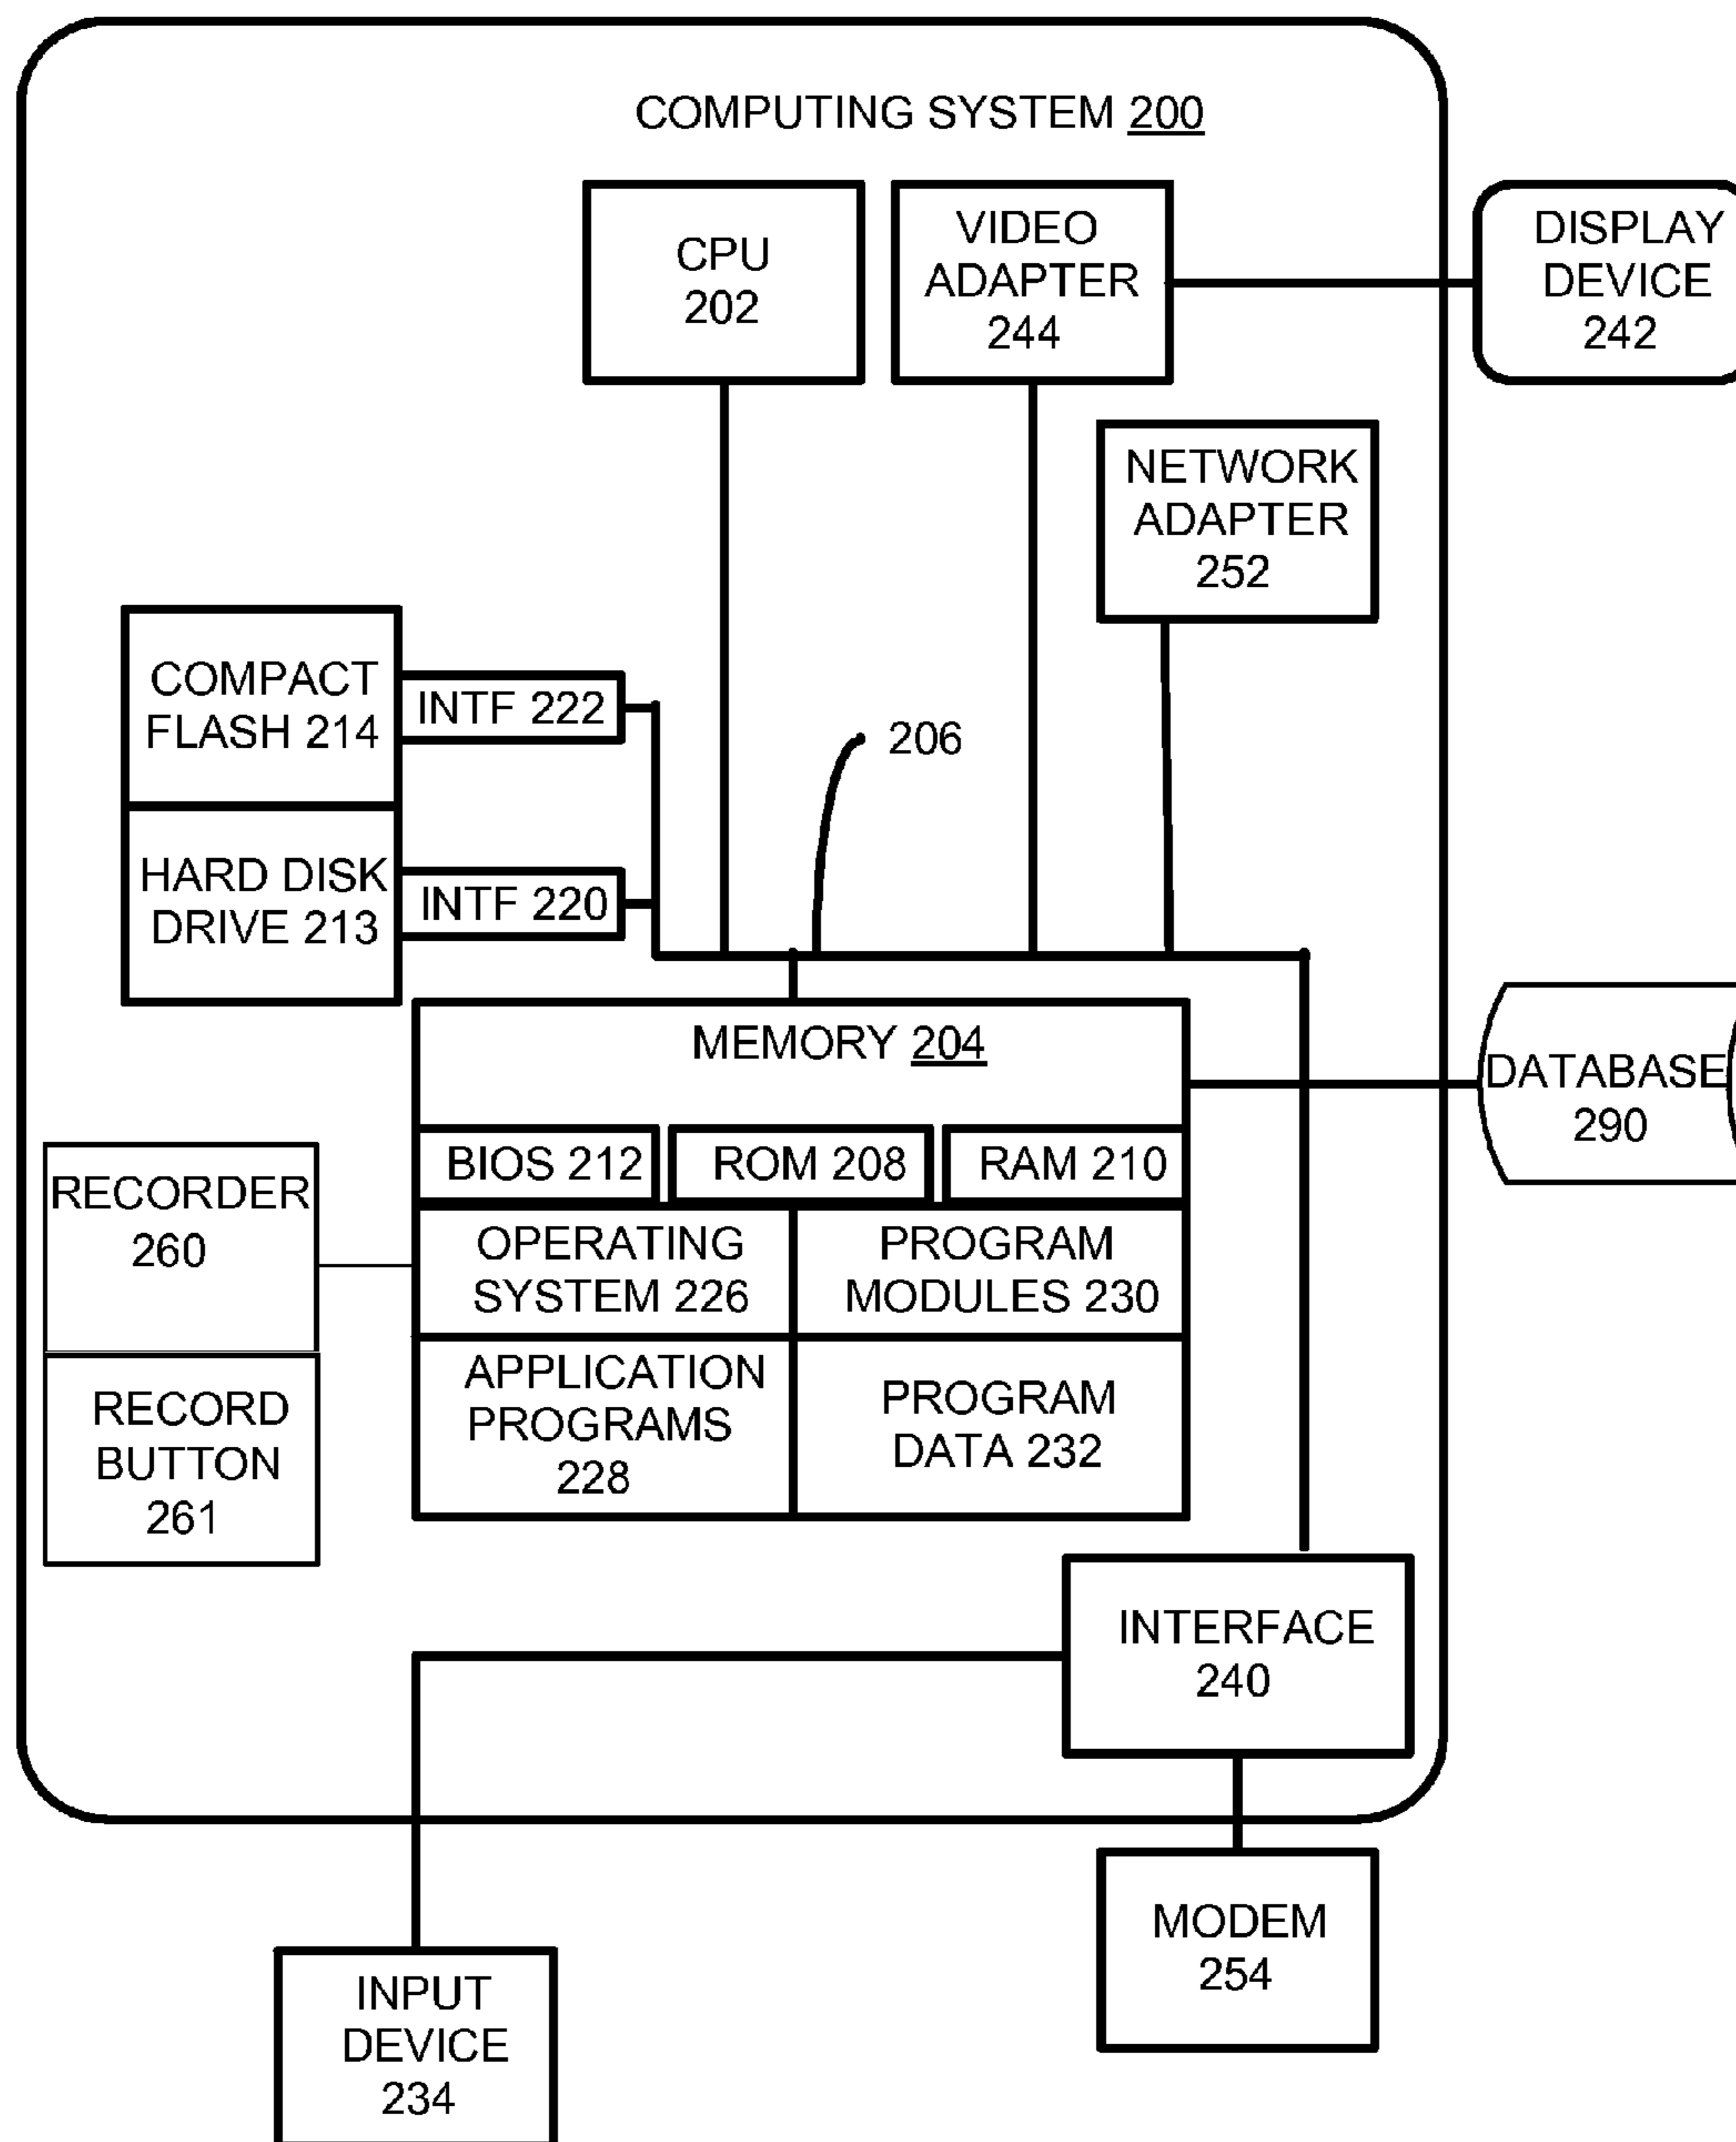 COMPUTING SYSTEM 200
CPU
202
VIDEO
ADAPTER
244
DISPLAY
DEVICE
242
NETWORK
ADAPTER
252
COMPACT
FLASH 214
INTF 222
206
HARD DISK
DRIVE 213
INTF 220
MEMORY 204
DATABASE
290
BIOS 212
ROM 208
RAM 210
RECORDER
260
OPERATING
SYSTEM 226
PROGRAM
MODULES 230
RECORD
BUTTON
261
APPLICATION
PROGRAMS
228
PROGRAM
DATA 232
INTERFACE
240
MODEM
254
INPUT
DEVICE
234